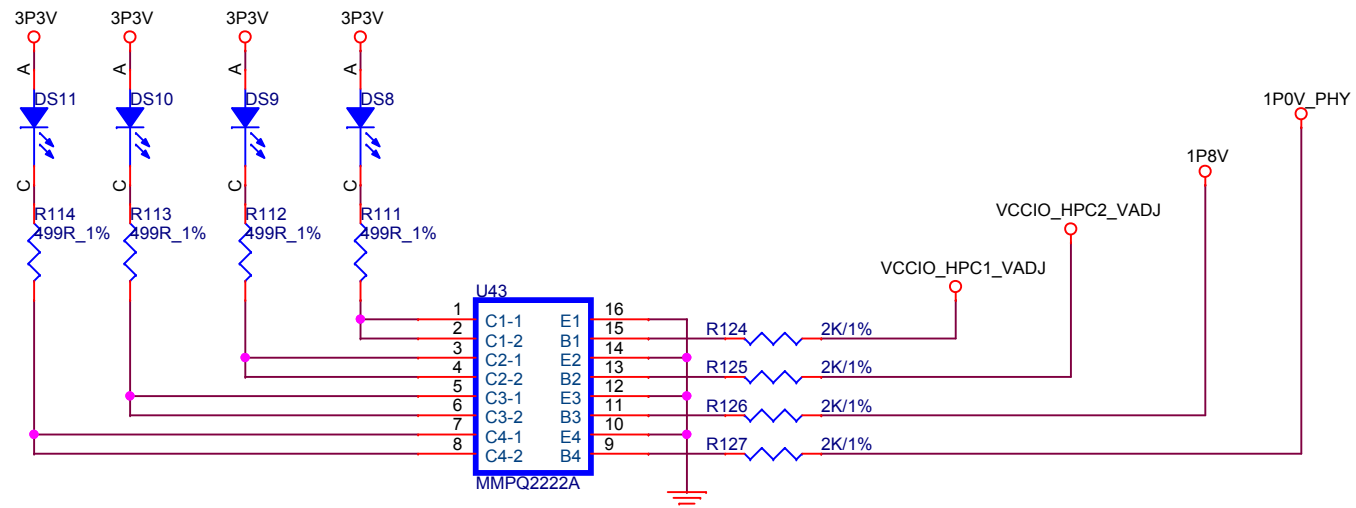 3P3V 3P3V 3P3V 3P3V
A A A A
DS11 DS10 DS9 DS8
1P0V_PHY
1P8V
C C C C
R114 R113 R112 R111
499R_1% 499R_1% 499R_1% 499R_1%
VCCIO_HPC2_VADJ
VCCIO_HPC1_VADJ
U43
1 C1-1 E1 16
2 C1-2 B1 15 R124 2K/1%
3 C2-1 E2 14
4 C2-2 B2 13 R125 2K/1%
5 C3-1 E3 12
6 C3-2 B3 11 R126 2K/1%
7 C4-1 E4 10
8 C4-2 B4 9 R127 2K/1%
MMPQ2222A